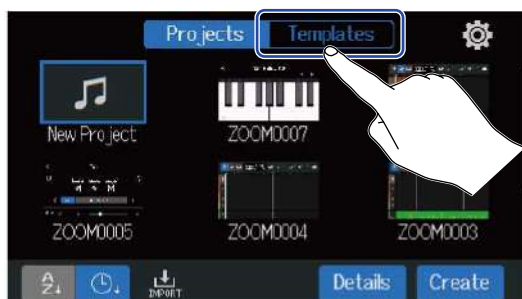 Projects Templates
New Project ZOOM0007
ZOOM0005 ZOOM0004 ZOOM0003
A Z IMPORT Details Create